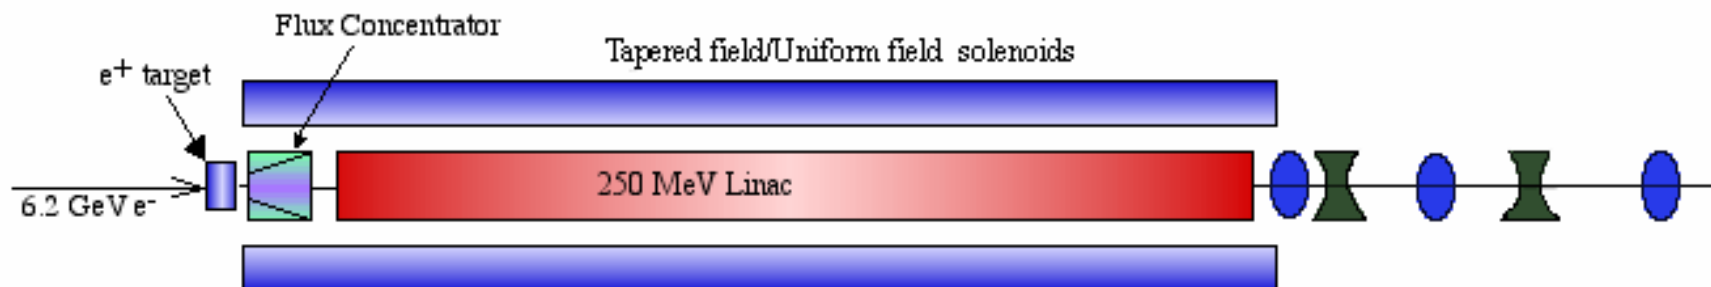 Flux Concentrator
Tapered field/Uniform field solenoids
e+ target
250 MeV Linac
6.2 GeV e-